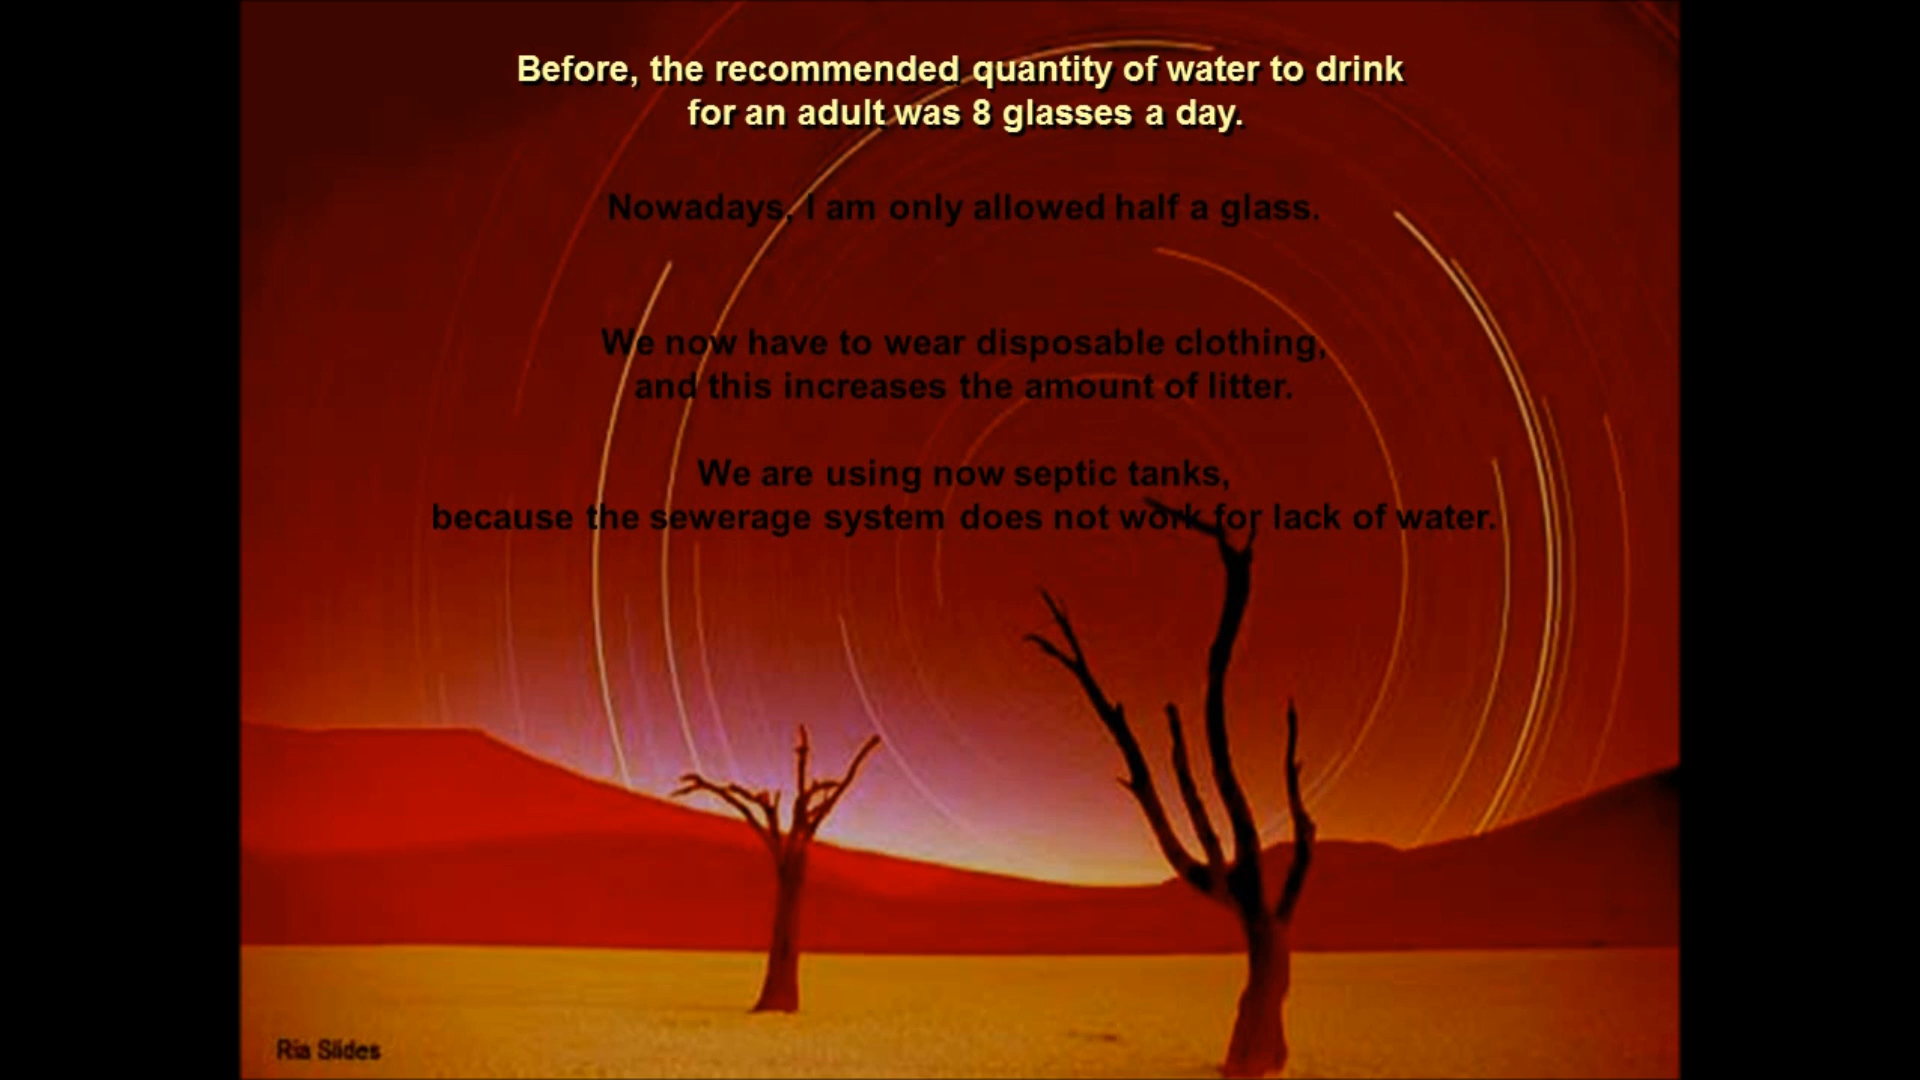 Before, the recommended quantity of water to drink
for an adult was 8 glasses a day.
Nowadays, I am only allowed half a glass.
We now have to wear disposable clothing,
and this increases the amount of litter.
We are using now septic tanks,
because the sewerage system does not work for lack of water.
Ria Slides